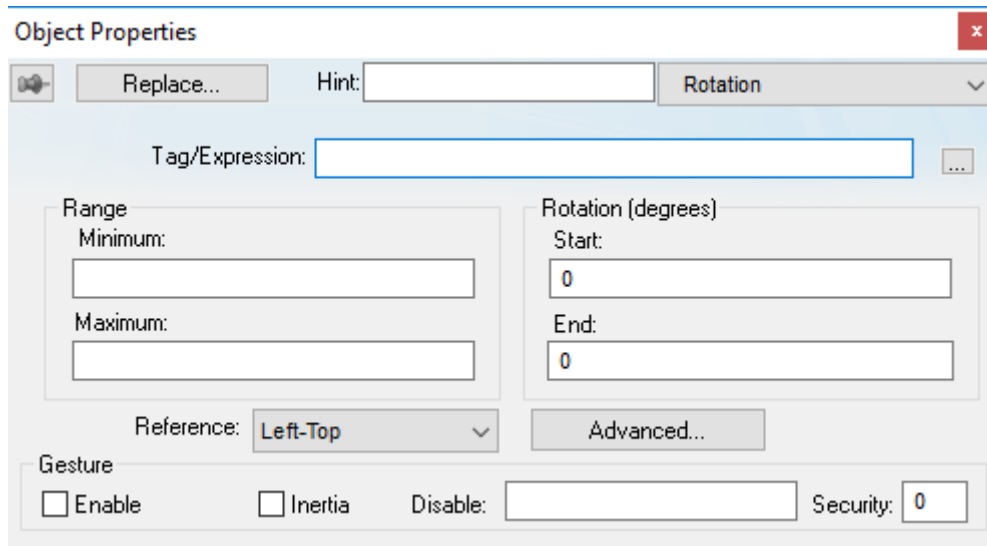 Object Properties
x
Replace... Hint: Rotation
Tag/Expression: ...
Range
Minimum:
Maximum:
Rotation (degrees)
Start:
0
End:
0
Reference: Left-Top Advanced...
Gesture
Enable Inertia Disable: Security: 0